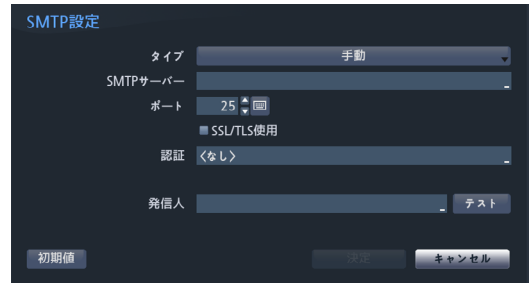 SMTP設定
タイプ 手動
SMTPサーバー
ポート 25
SSL/TLS使用
認証 〈なし〉
発信人 テスト
初期値 決定 キャンセル